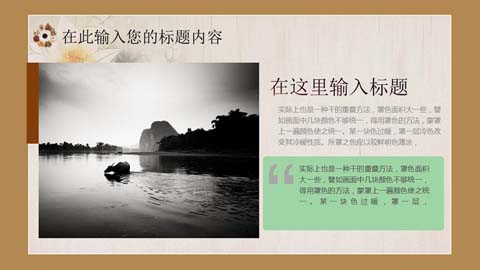 在此输入您的标题内容
在这里输入标题
实际上也是一种干的重叠方法，罩色面积大一些，譬
如画面中几块颜色不够统一，得用罩色的方法，蒙罩
上一遍颜色使之统一。某一块色过暖，罩一层冷色改
变其冷暖性质。所罩之色应以较鲜明色薄涂，
实际上也是一种干的重叠方法，罩色面积
大一些，譬如画面中几块颜色不够统一，
得用罩色的方法，蒙罩上一遍颜色使之统
一。某一块色过暖，罩一层，